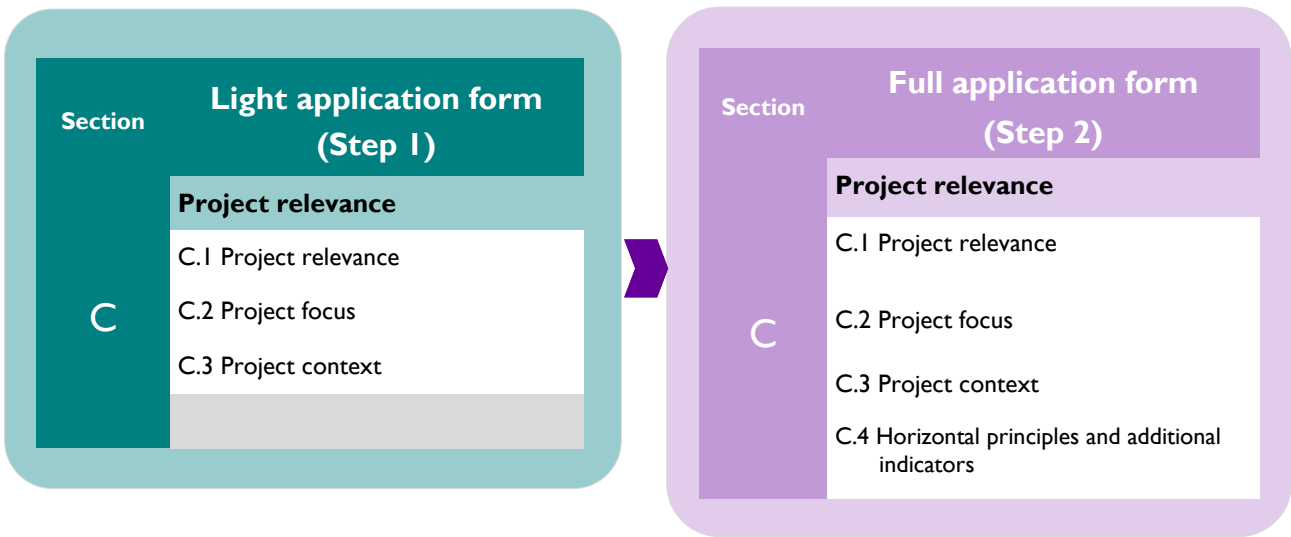 Section
Light application form
(Step 1)
C
Project relevance
C.1 Project relevance
C.2 Project focus
C.3 Project context
Section
Full application form
(Step 2)
C
Project relevance
C.1 Project relevance
C.2 Project focus
C.3 Project context
C.4 Horizontal principles and additional
indicators